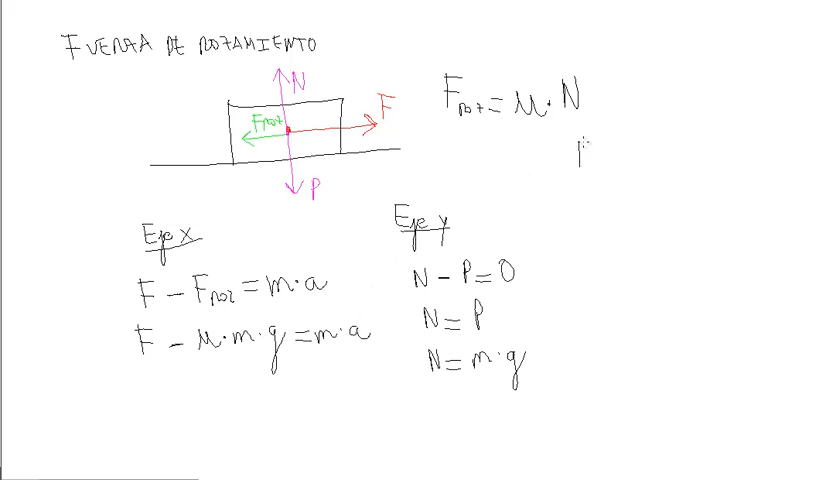 FUERZA DE ROZAMIENTO
N
F
Froz
P
Froz = μ · N
Eje X
F - Froz = m · a
F - μ · m · g = m · a
Eje y
N - P = 0
N = P
N = m · g